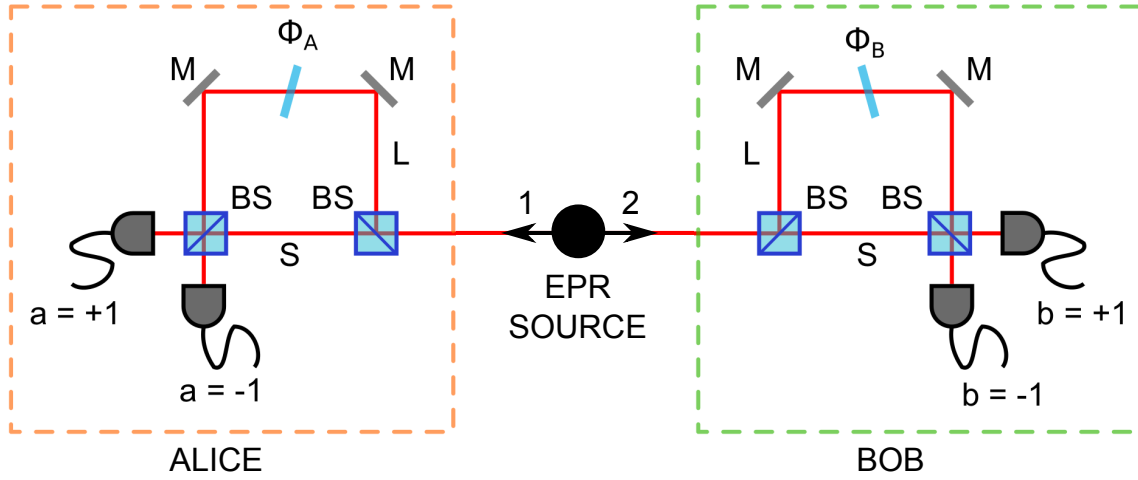 Φ_A
M
M
L
BS
BS
S
a = +1
a = -1
ALICE
1
2
EPR
SOURCE
Φ_B
M
M
L
BS
BS
S
b = +1
b = -1
BOB